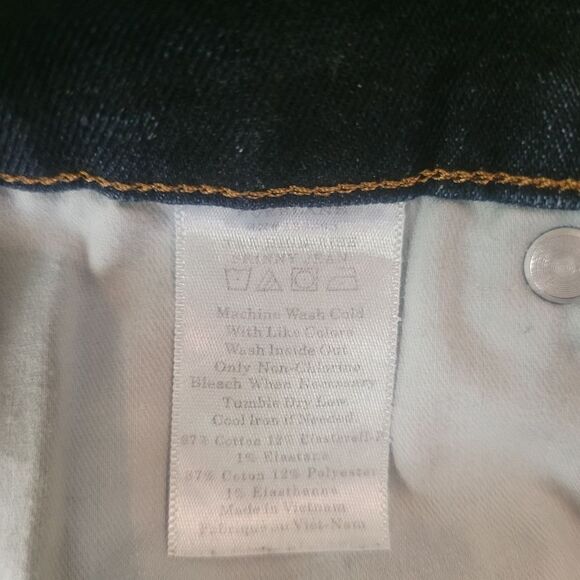 SKINNY JEAN
Machine Wash Cold
With Like Colors
Wash Inside Out
Only Non-Chlorine
Bleach When Necessary
Tumble Dry Low
Cool Iron if Needed
87% Cotton 12%
1% Elastane
87% Coton 12% Polyester
1% Elasthanne
Made in Vietnam
Fabrique au Viet-Nam